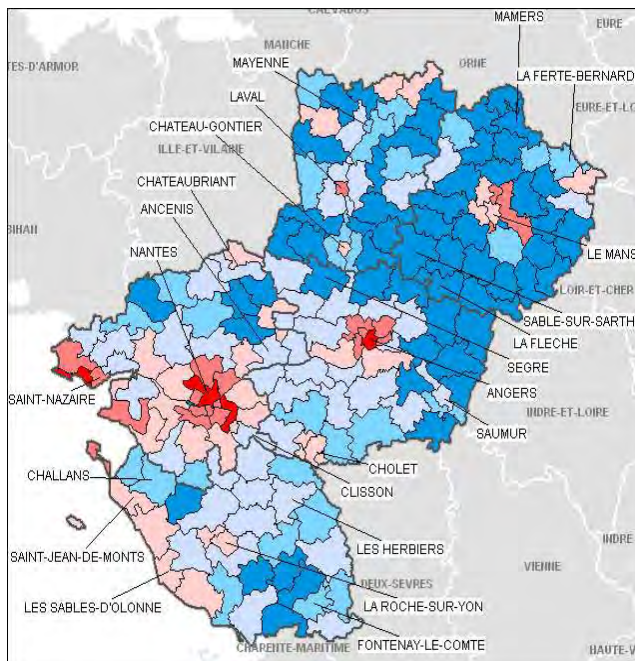 CALVADOS
MAMERS
EURE
MANCHE
TES-D'ARMOR
MAYENNE
ORNE
LA FERTE-BERNARD
LAVAL
EURE-ET-LO
CHATEAU-GONTIER
ILLE-ET-VILAINE
CHATEAUBRIANT
ANCENIS
BIHAN
NANTES
LE MANS
LOIR-ET-CHER
SABLE-SUR-SARTH
LA FLECHE
SEGRE
SAINT-NAZAIRE
ANGERS
INDRE-ET-LOIRE
SAUMUR
CHOLET
CHALLANS
CLISSON
INDRE
SAINT-JEAN-DE-MONTS
LES HERBIERS
VIENNE
DEUX-SEVRES
LES SABLES-D'OLONNE
LA ROCHE-SUR-YON
FONTENAY-LE-COMTE
CHARENTE-MARITIME
HAUTE-V